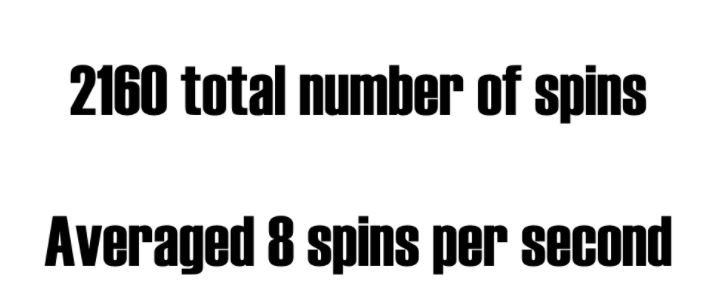 2160 total number of spins
Averaged 8 spins per second